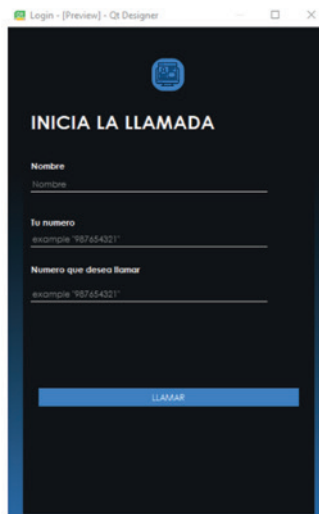 Login - [Preview] - Qt Designer
INICIA LA LLAMADA
Nombre
Nombre
Tu numero
example "987654321"
Numero que desea llamar
example "987654321"
LLAMAR